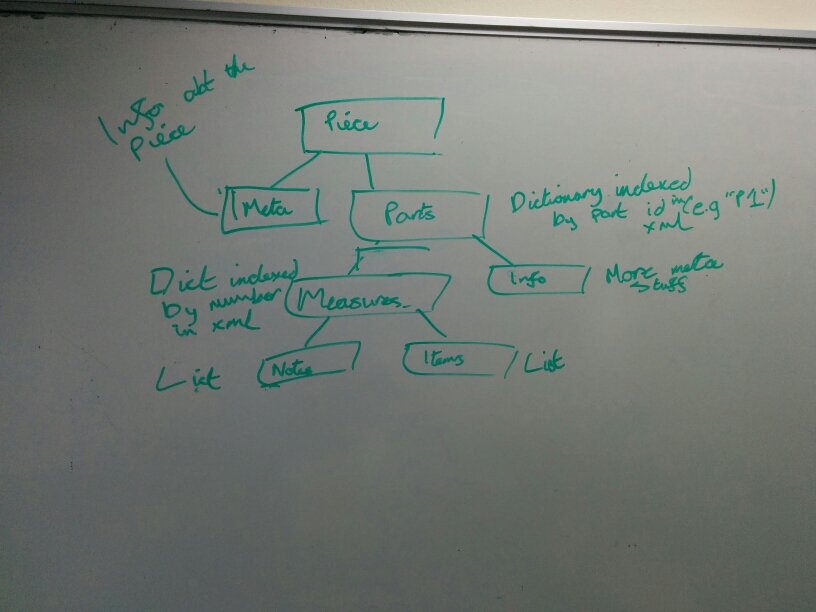 Info abt the
Piece
Piece
Meta
Parts
Dictionary indexed
by part id in (e.g "P1")
xml
Dict indexed
by number
in xml
Measures
Info
More meta
stuff
List
Notes
Items
List